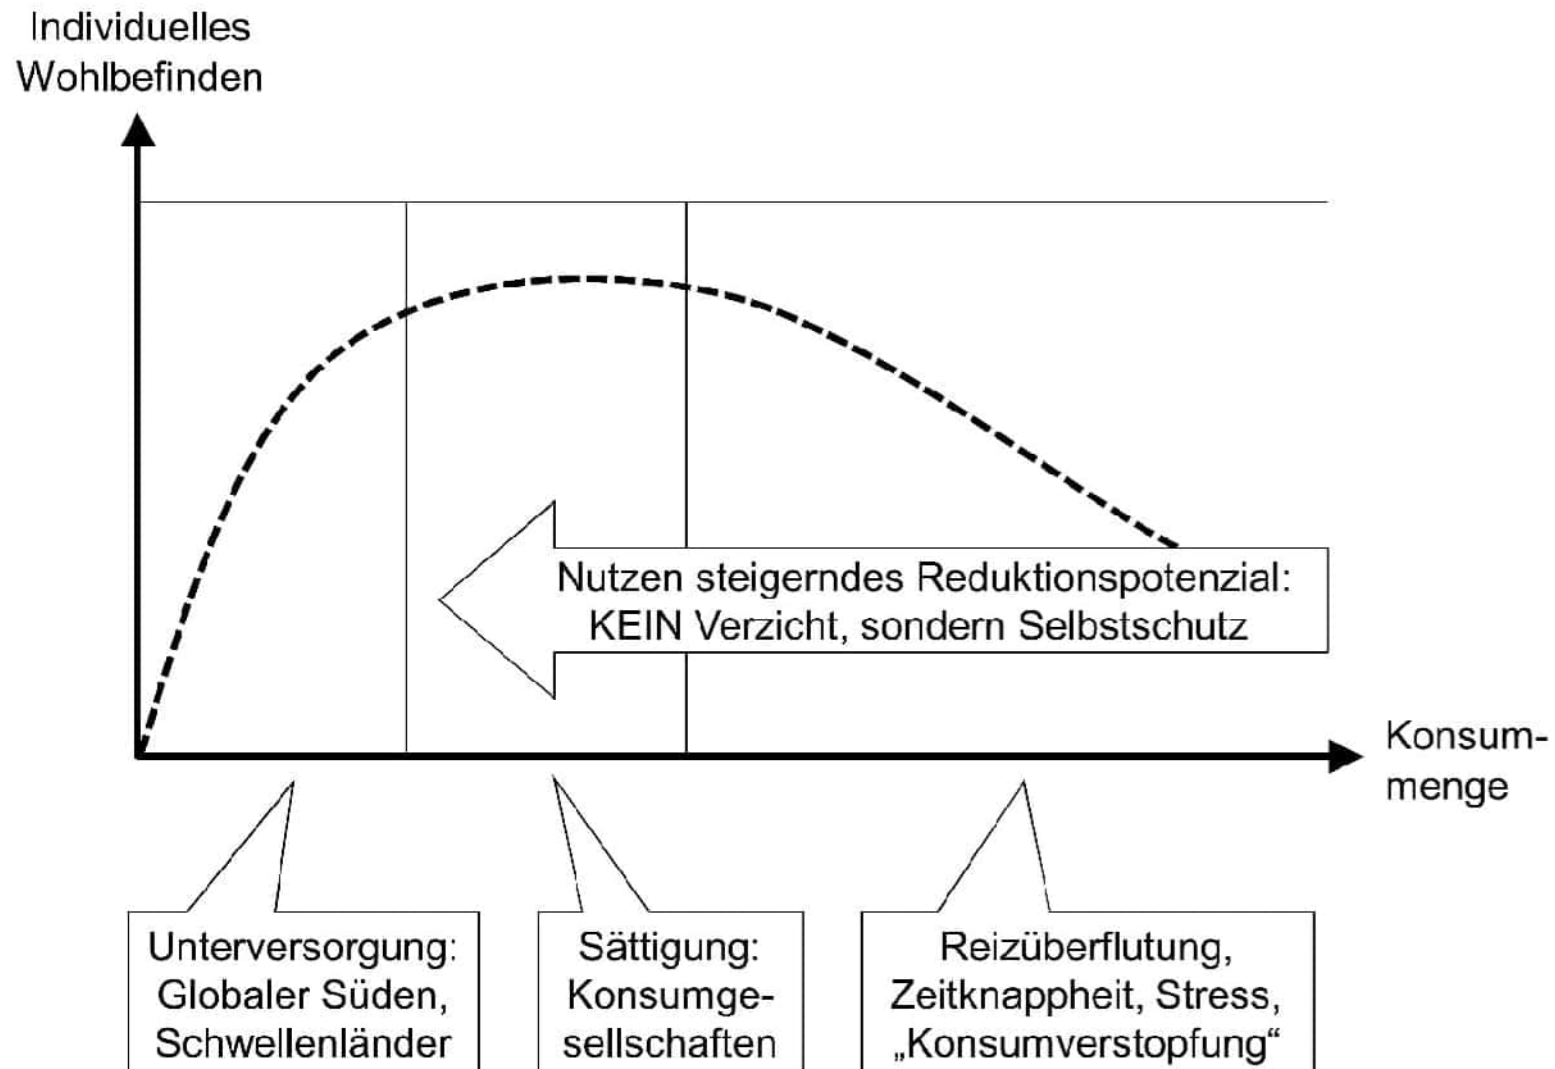 Individuelles
Wohlbefinden
Nutzen steigerndes Reduktionspotenzial:
KEIN Verzicht, sondern Selbstschutz
Konsum-
menge
Unterversorgung:
Globaler Süden,
Schwellenländer
Sättigung:
Konsumge-
sellschaften
Reizüberflutung,
Zeitknappheit, Stress,
„Konsumverstopfung“